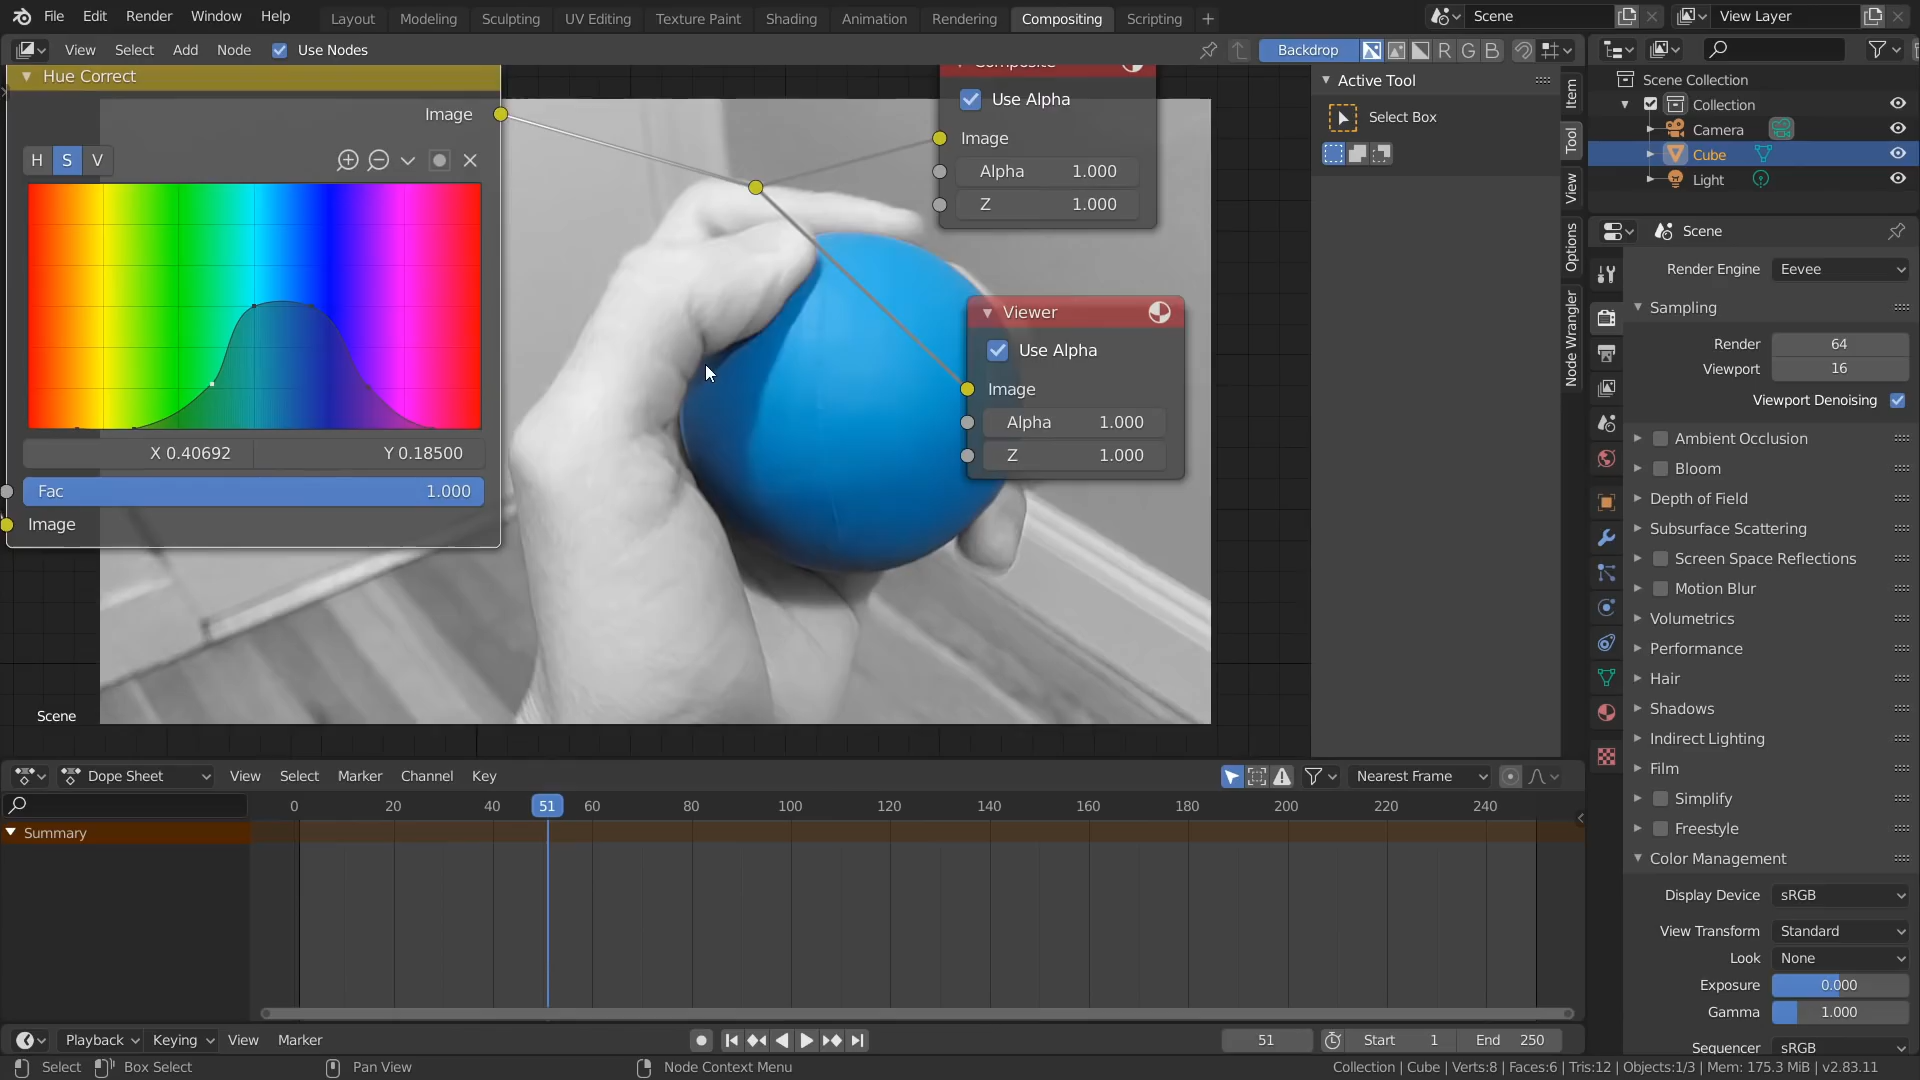 File Edit Render Window Help Layout Modeling Sculpting UV Editing Texture Paint Shading Animation Rendering Compositing Scripting + Scene View Layer
View Select Add Node Use Nodes Backdrop R G B
Hue Correct
Image
H S V
X 0.40692 Y 0.18500
Fac 1.000
Image
Composite
Use Alpha
Image
Alpha 1.000
Z 1.000
Viewer
Use Alpha
Image
Alpha 1.000
Z 1.000
Scene
Active Tool
Select Box
Item
Tool
View
Options
Node Wrangler
Scene Collection
Collection
Camera
Cube
Light
Scene
Render Engine Eevee
Sampling
Render 64
Viewport 16
Viewport Denoising
Ambient Occlusion
Bloom
Depth of Field
Subsurface Scattering
Screen Space Reflections
Motion Blur
Volumetrics
Performance
Hair
Shadows
Indirect Lighting
Film
Simplify
Freestyle
Color Management
Display Device sRGB
View Transform Standard
Look None
Exposure 0.000
Gamma 1.000
Sequencer sRGB
Dope Sheet View Select Marker Channel Key Nearest Frame
0 20 40 51 60 80 100 120 140 160 180 200 220 240
Summary
Playback Keying View Marker 51 Start 1 End 250
Select Box Select Pan View Node Context Menu Collection | Cube | Verts:8 | Faces:6 | Tris:12 | Objects:1/3 | Mem: 175.3 MiB | v2.83.11